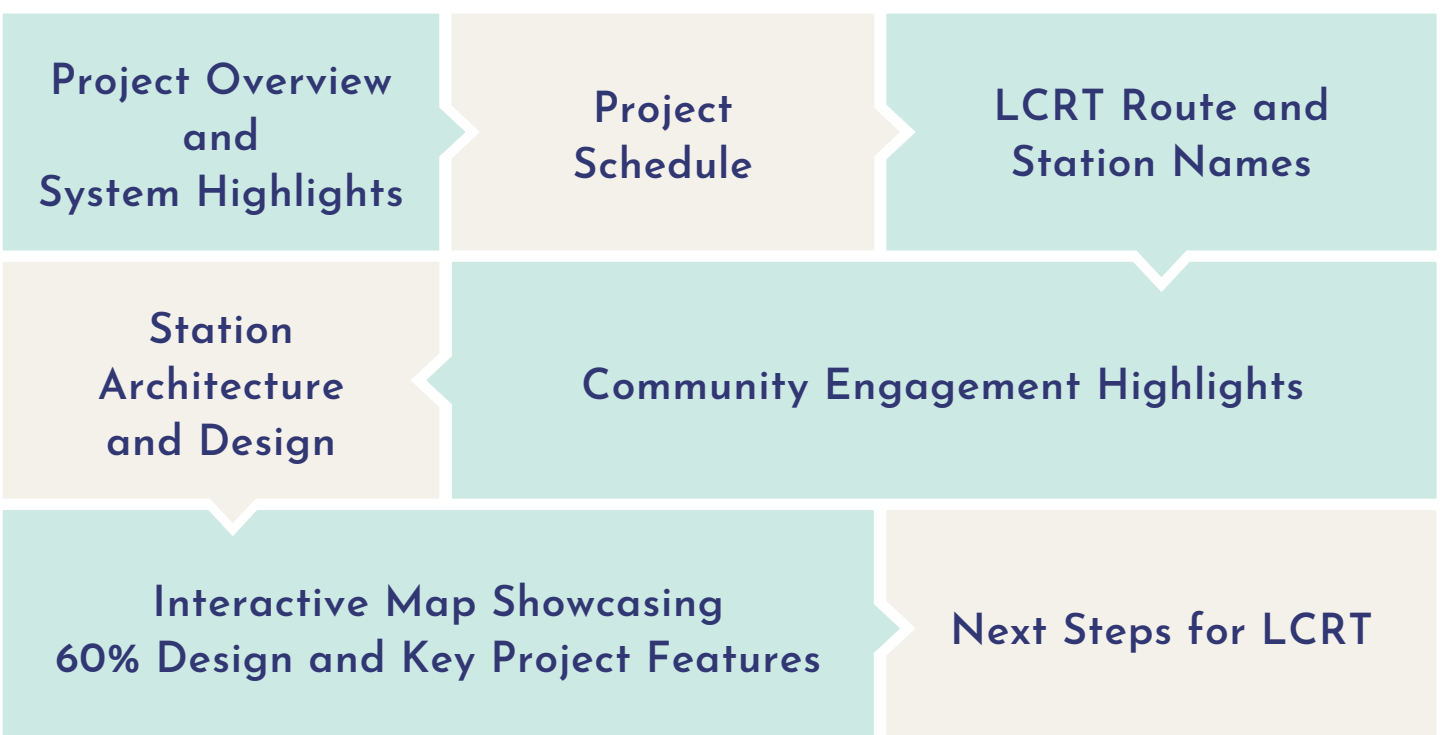 Project Overview
and
System Highlights
Project
Schedule
LCRT Route and
Station Names
Community Engagement Highlights
Station
Architecture
and Design
Interactive Map Showcasing
60% Design and Key Project Features
Next Steps for LCRT